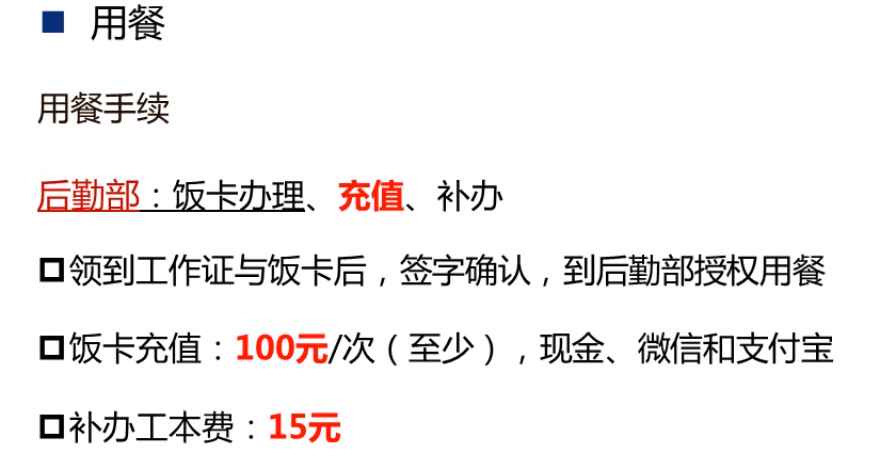 用餐
用餐手续
后勤部：饭卡办理、充值、补办
领到工作证与饭卡后，签字确认，到后勤部授权用餐
饭卡充值：100元/次（至少），现金、微信和支付宝
补办工本费：15元